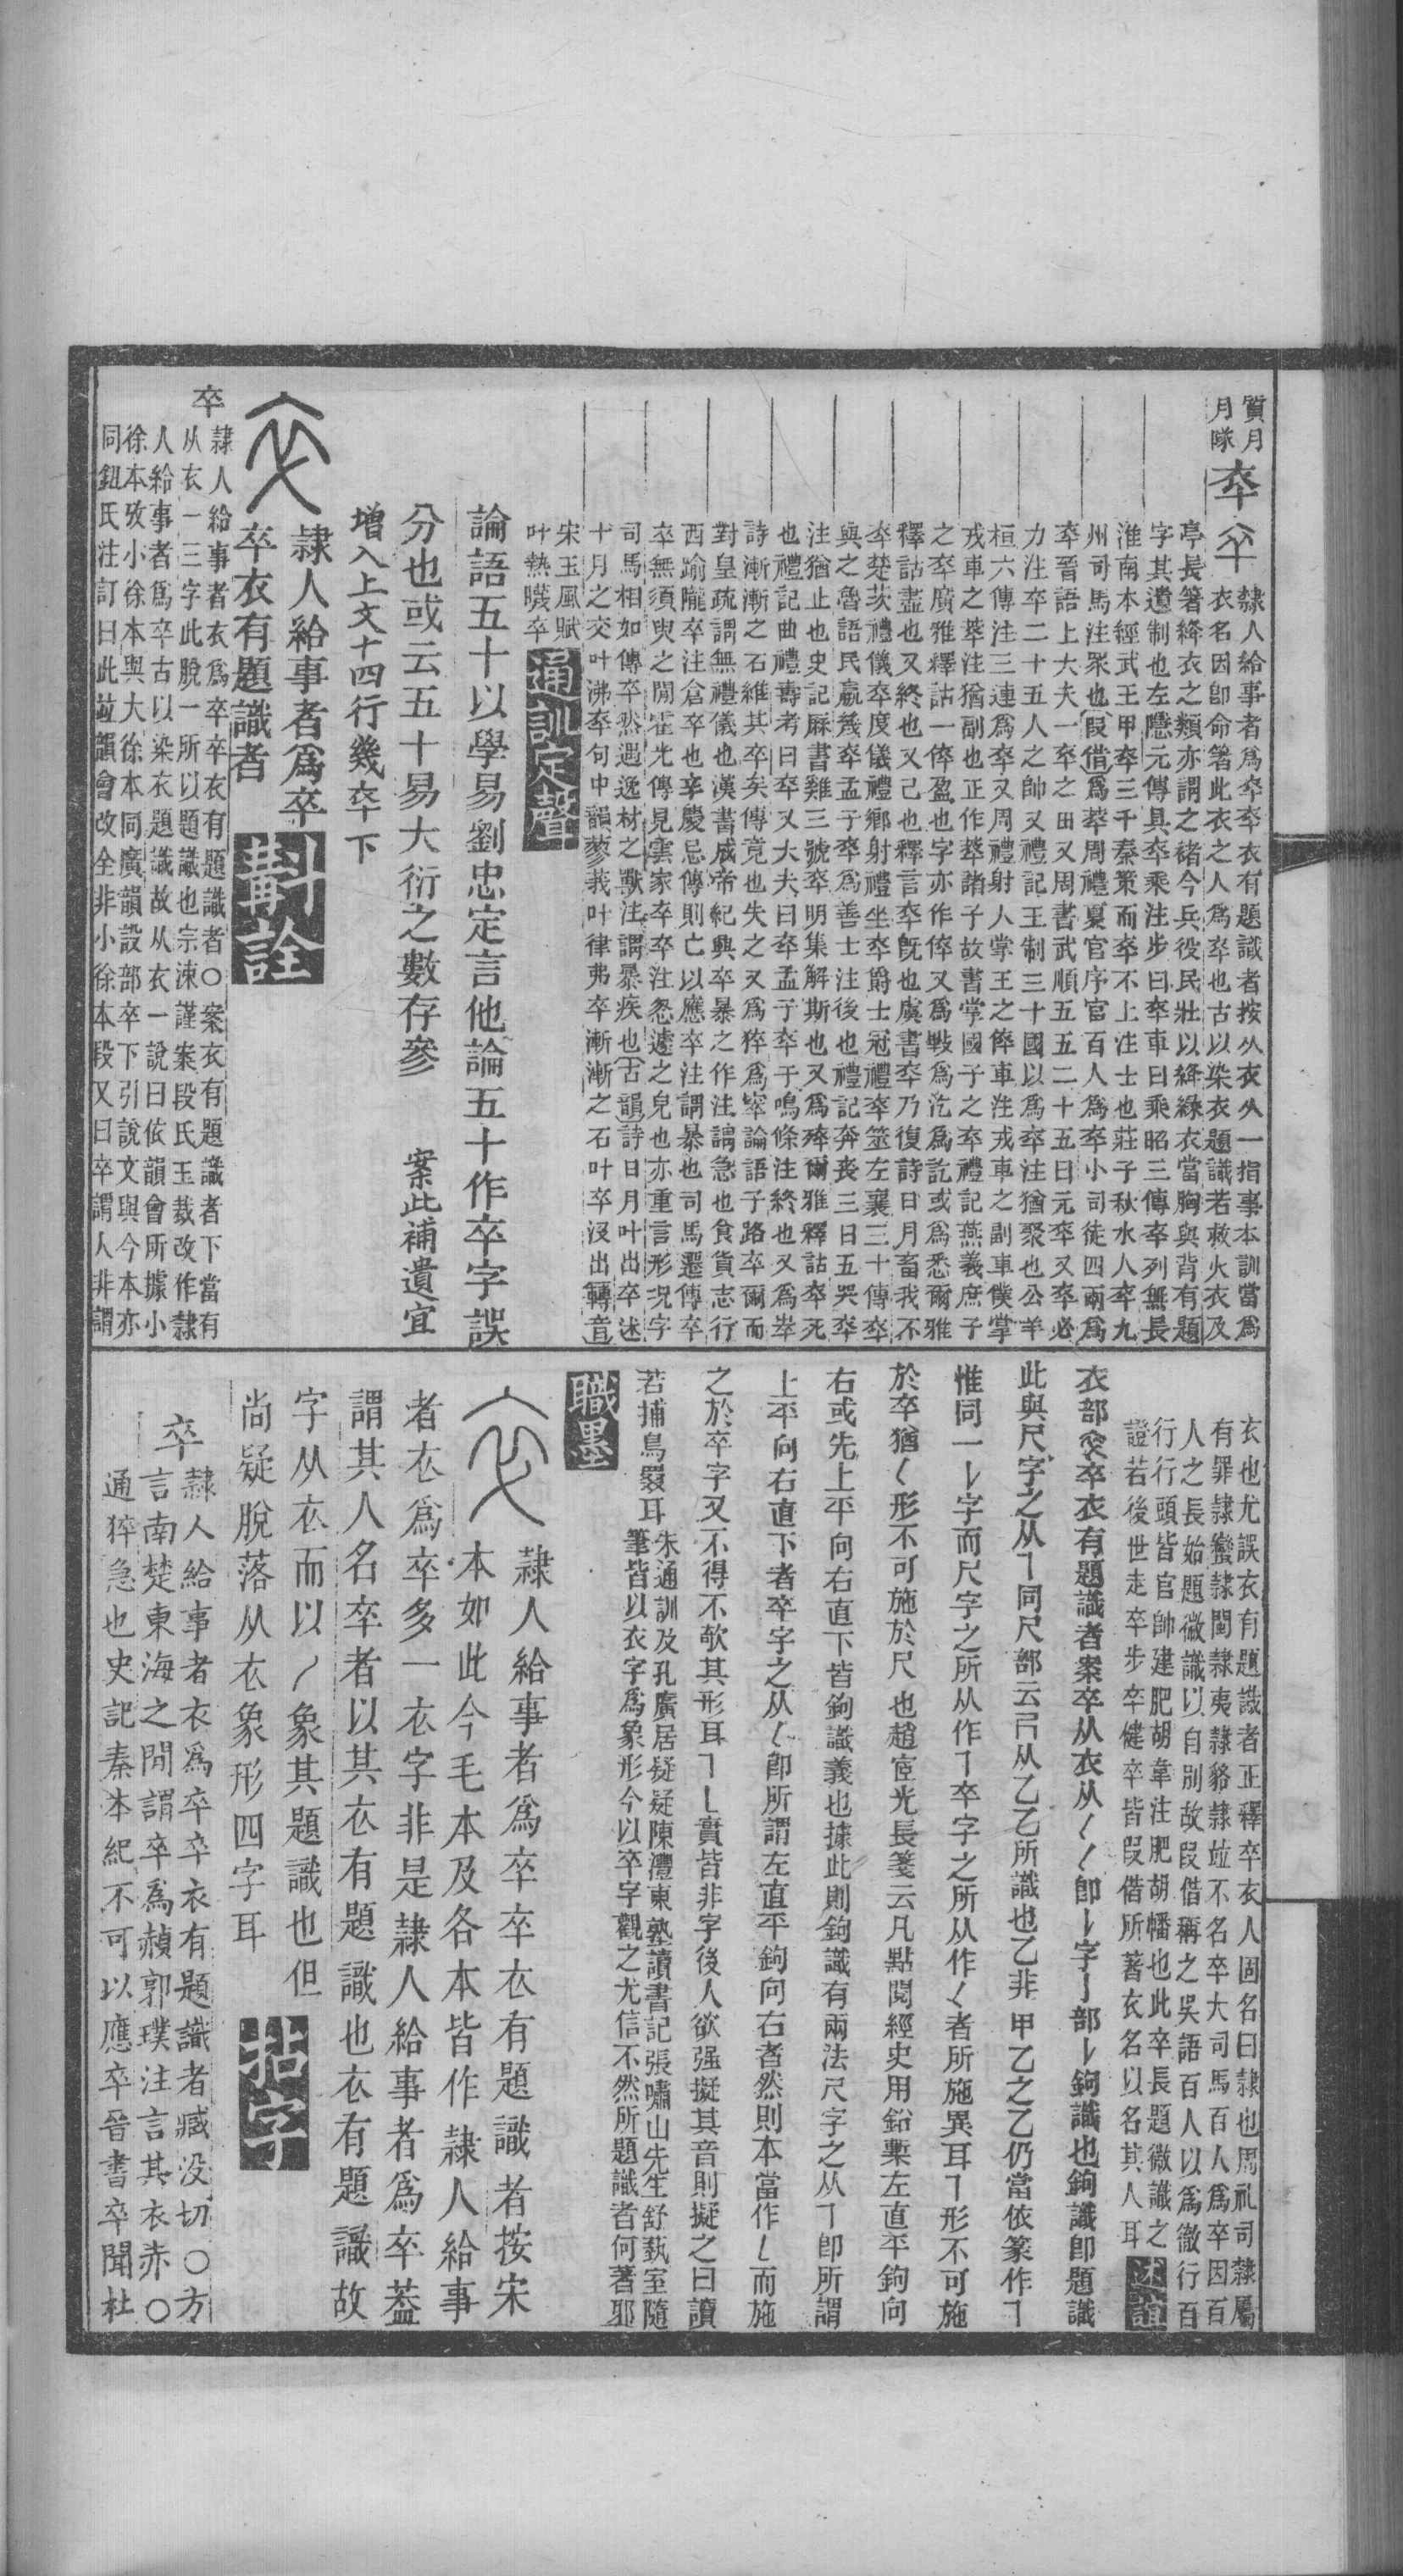 質月
月隊
卒
隸人給事者爲卒卒衣有題識者按从衣从一指事本訓當爲
衣名因卽命箸此衣之人爲卒也古以染衣題識若救火衣及
亭長箸絳衣之類亦謂之褚今兵役民壯以絳緣衣當胸與背有題
字其遺制也左隱元傳具卒乘注步曰卒車曰乘昭三傳卒列無長
淮南本經武王甲卒三千秦策而卒不上注士也莊子秋水人卒九
州司馬注眾也叚借爲萃周禮夏官序官百人爲卒小司徒四兩爲
卒晉語上大夫一卒之田又周書武順五五二十五曰元卒又卒必
力注卒二十五人之帥又禮記王制三十國以爲卒注猶聚也公羊
桓六傳注三連爲卒又周禮射人掌王之倅車注戎車之副車僕掌
戎車之萃注猶副也正作萃諸子故書掌國子之卒禮記燕義庶子
之卒廣雅釋詁一倅盈也字亦作倅又爲戰爲汔爲訖或爲悉爾雅
釋詁盡也又終也又已也釋言卒旣也虞書卒乃復詩日月畜我不
卒楚茨禮儀卒度儀禮鄉射禮坐卒爵士冠禮卒筮左襄三十傳卒
與之魯語民嬴幾卒孟子卒爲善士注後也禮記奔喪三日五哭卒
注猶止也史記厤書雞三號卒明集解斯也又爲殚爾雅釋詁卒死
也禮記曲禮壽考曰卒又大夫曰卒孟子卒于鳴條注終也又爲崒
詩漸漸之石維其卒矣傳竟也失之又爲猝爲窣論語子路卒爾而
對皇疏謂無禮儀也漢書成帝紀興卒暴之作注謂急也食貨志行
西踰隴卒注倉卒也辛慶忌傳則亡以應卒注謂暴也司馬遷傳卒
卒無須臾之閒霍光傳見霍家卒卒注怱遽之皃也亦重言形況字
司馬相如傳卒然遇逸材之獸注謂暴疾也古韻詩日月叶出卒述
十月之交叶沸卒句中韻蓼莪叶律弗卒漸漸之石叶卒沒出轉音
宋玉風賦
叶熱䁾卒
通訓定聲
論語五十以學易劉忠定言他論五十作卒字誤
分也或云五十易大衍之數存參 案此補遺宜
增入上文十四行幾卒下
隸人給事者爲卒
卒衣有題識者
斠詮
卒
隸人給事者衣爲卒卒衣有題識者○案衣有題識者下當有
从衣一三字此脫一所以題識也宗涑謹案段氏玉裁改作隸
人給事者爲卒古以染衣題識故从衣一說曰依韻會所據小
徐本攷小徐本與大徐本同廣韻設部卒下引說文與今本亦
同鈕氏注訂曰此竝韻會改全非小徐本段又曰卒謂人非謂
衣也尤誤衣有題識者正釋卒衣人固名曰隸也周礼司隸屬
有罪隸蠻隸閩隸夷隸貉隸竝不名卒大司馬百人爲卒因百
人之長始題微識以自別故叚借稱之吳語百人以爲徹行百
行行頭皆官帥建肥胡韋注肥胡幡也此卒長題微識之
證若後世走卒步卒健卒皆叚借所著衣名以名其人耳
述誼
衣部卒衣有題識者案卒从衣从㇄㇄卽㇄字亅部㇄鉤識也鉤識卽題識
此與尺字之从㇕同尺部云尺从乙乙所識也乙非甲乙之乙仍當依篆作㇕
惟同一㇄字而尺字之所从作㇕卒字之所从作㇄者所施異耳㇕形不可施
於卒猶㇄形不可施於尺也趙宧光長箋云凡點閱經史用鉛槧左直平鉤向
右或先上平向右直下皆鉤識義也據此則鉤識有兩法尺字之从㇕卽所謂
上平向右直下者卒字之从㇄卽所謂左直平鉤向右者然則本當作㇄而施
之於卒字又不得不欹其形耳㇕㇄實皆非字後人欲强擬其音則擬之曰讀
若捕鳥罬耳
朱通訓及孔廣居疑疑陳澧東塾讀書記張嘯山先生舒蓺室隨
筆皆以衣字爲象形今以卒字觀之尤信不然所題識者何著邪
職墨
隸人給事者爲卒卒衣有題識者按宋
本如此今毛本及各本皆作隸人給事
者衣爲卒多一衣字非是隸人給事者爲卒葢
謂其人名卒者以其衣有題識也衣有題識故
字从衣而以丿象其題識也但
尚疑脫落从衣象形四字耳
拈字
卒
隸人給事者衣爲卒卒衣有題識者臧没切○方
言南楚東海之間謂卒爲赬郭璞注言其衣赤○
通猝急也史記秦本紀不可以應卒晉書卒聞杜